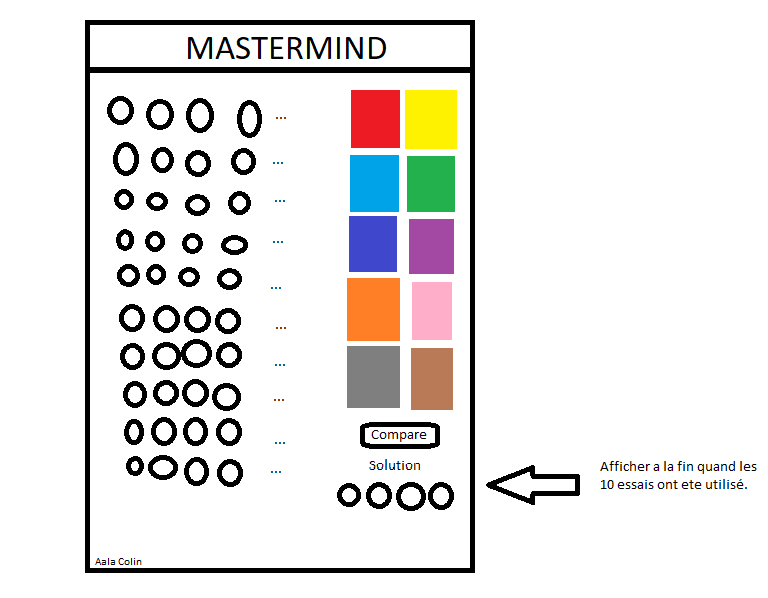 MASTERMIND
...
...
...
...
...
...
...
...
...
...
Compare
Solution
Afficher a la fin quand les
10 essais ont ete utilisé.
Aala Colin